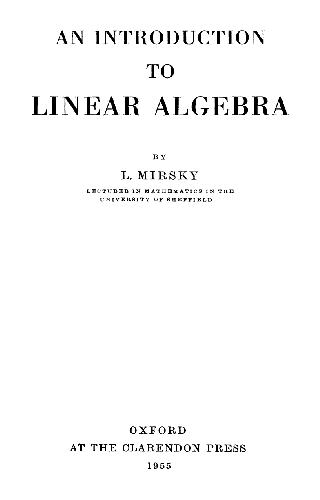 AN INTRODUCTION
TO
LINEAR ALGEBRA
BY
L. MIRSKY
LECTURER IN MATHEMATICS IN THE
UNIVERSITY OF SHEFFIELD
OXFORD
AT THE CLARENDON PRESS
1955